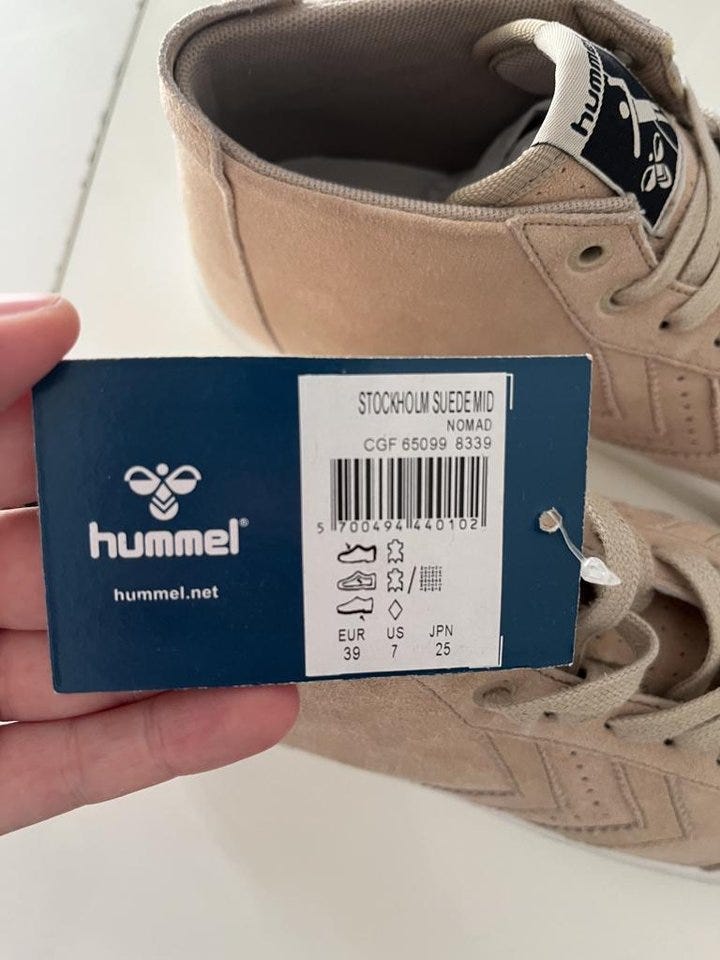 hummel
hummel®
hummel.net
STOCKHOLM SUEDE MID
NOMAD
CGF 65099 8339
5 700494 440102
EUR US JPN
39 7 25